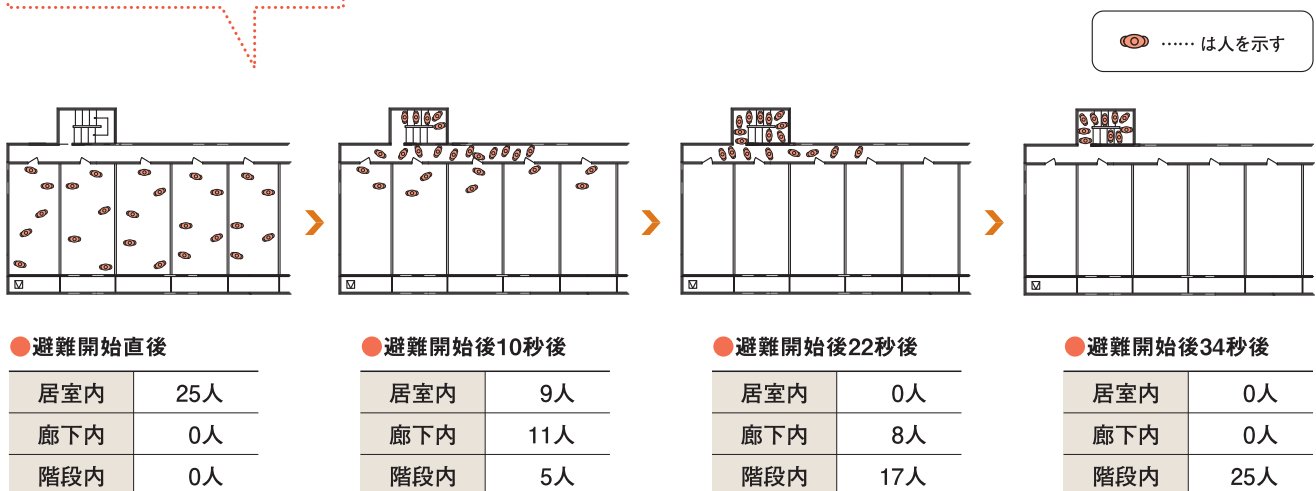 …… は人を示す
●避難開始直後
居室内 25人
廊下内 0人
階段内 0人
●避難開始後10秒後
居室内 9人
廊下内 11人
階段内 5人
●避難開始後22秒後
居室内 0人
廊下内 8人
階段内 17人
●避難開始後34秒後
居室内 0人
廊下内 0人
階段内 25人